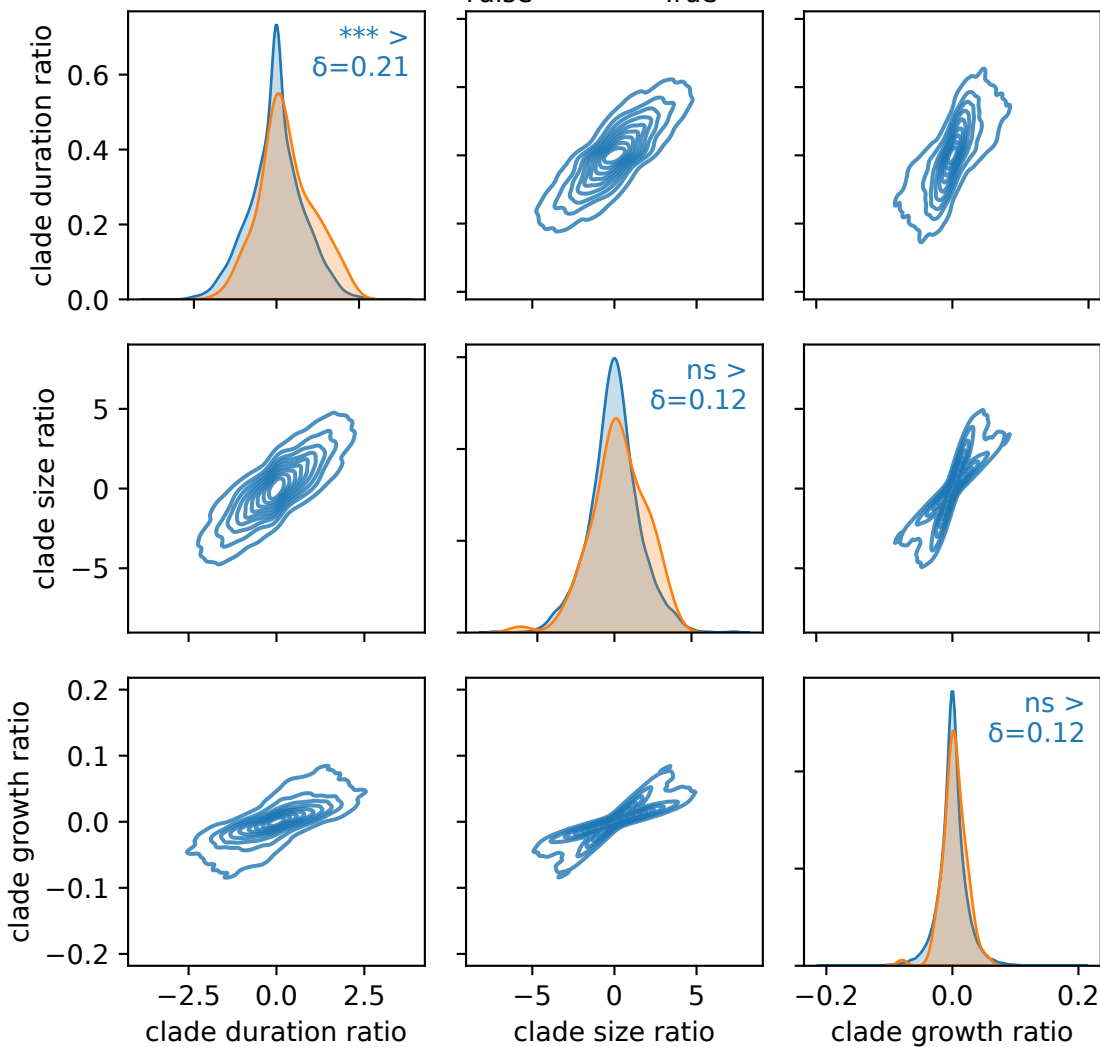 False True
clade duration ratio
0.6
0.4
0.2
0.0
*** >
δ=0.21
clade size ratio
5
0
−5
ns >
δ=0.12
clade growth ratio
0.2
0.1
0.0
−0.1
−0.2
ns >
δ=0.12
−2.5 0.0 2.5
−5 0 5
−0.2 0.0 0.2
clade duration ratio
clade size ratio
clade growth ratio